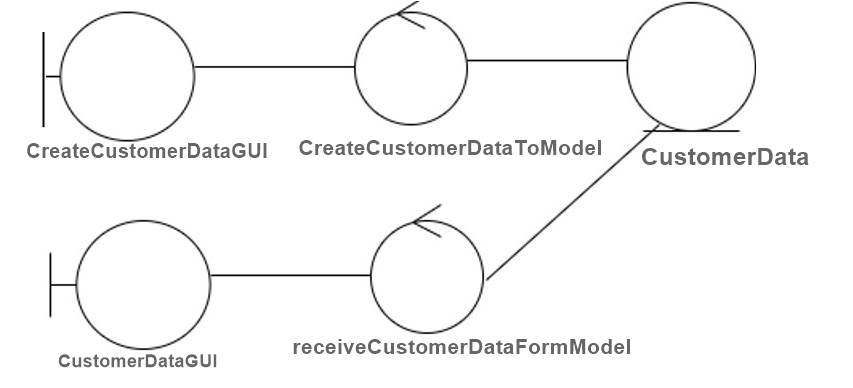 CreateCustomerDataGUI
CreateCustomerDataToModel
CustomerData
CustomerDataGUI
receiveCustomerDataFormModel